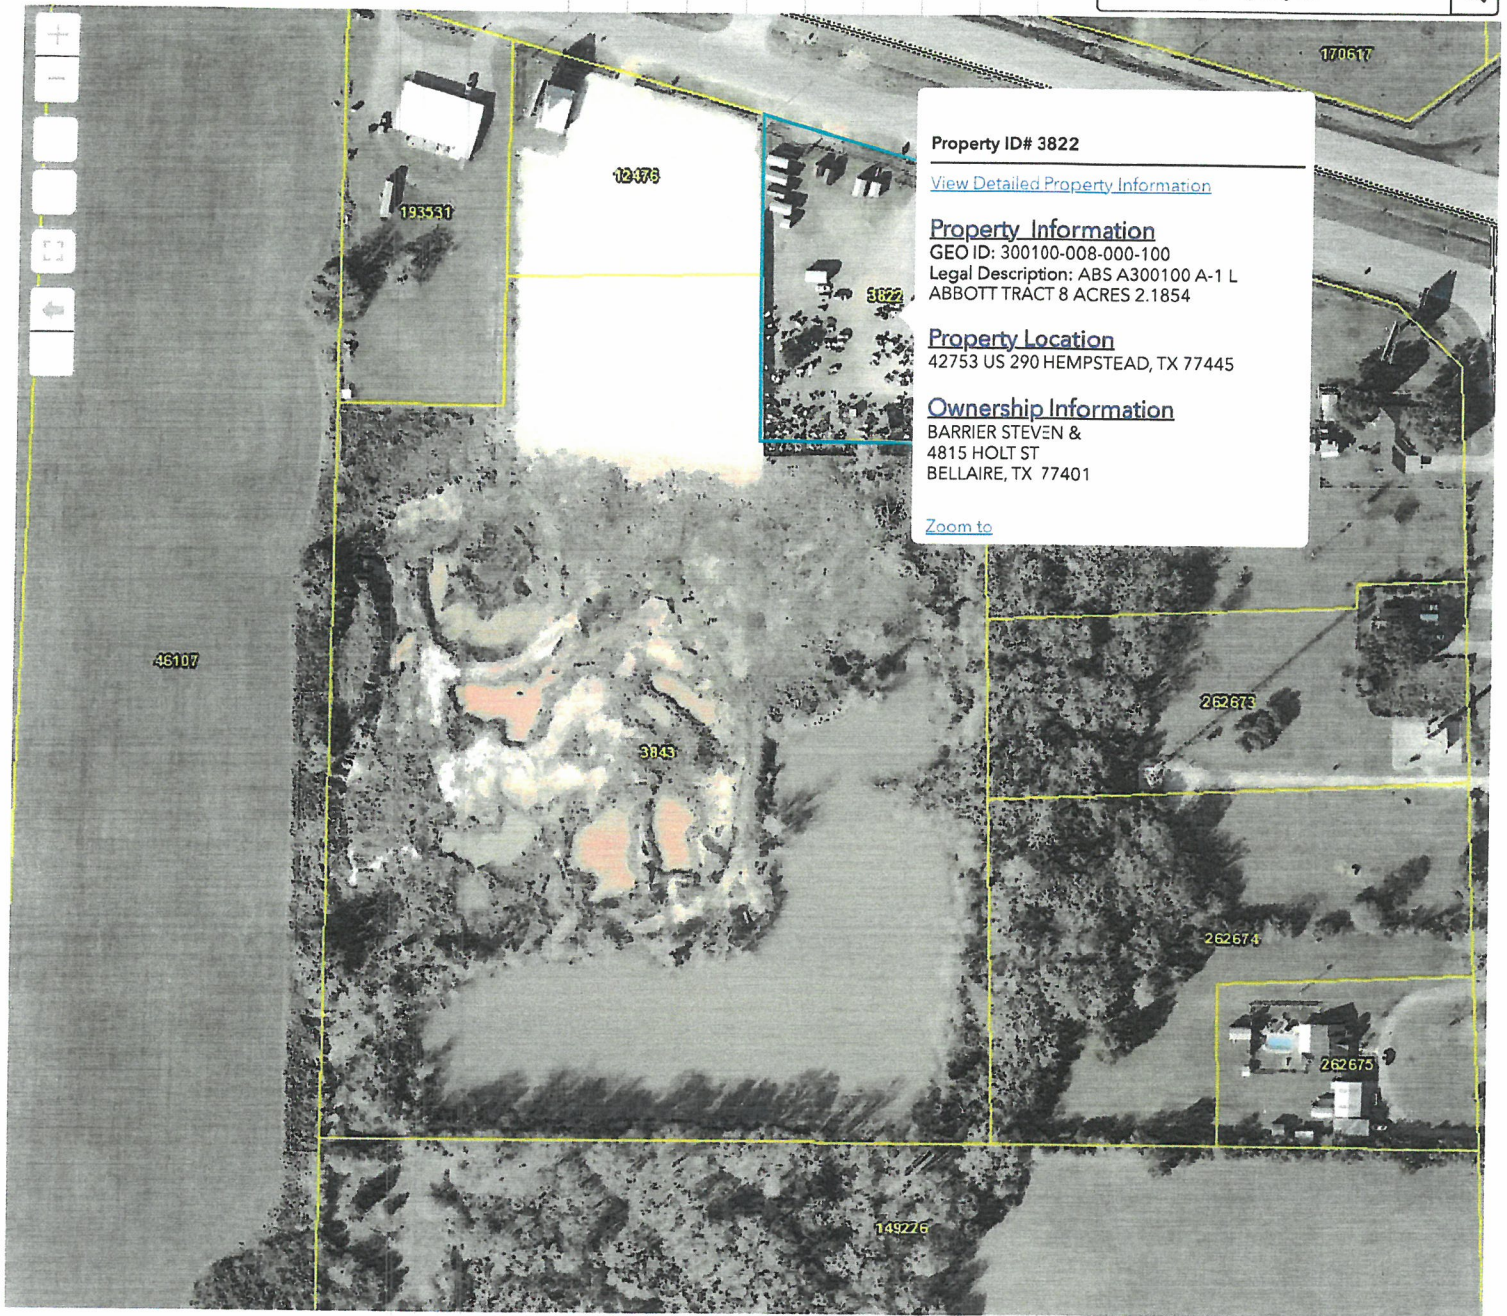 170617
12476
193531
3822
Property ID# 3822
View Detailed Property Information
Property Information
GEO ID: 300100-008-000-100
Legal Description: ABS A300100 A-1 L
ABBOTT TRACT 8 ACRES 2.1854
Property Location
42753 US 290 HEMPSTEAD, TX 77445
Ownership Information
BARRIER STEVEN &
4815 HOLT ST
BELLAIRE, TX 77401
Zoom to
46107
262673
3843
262674
262675
149226